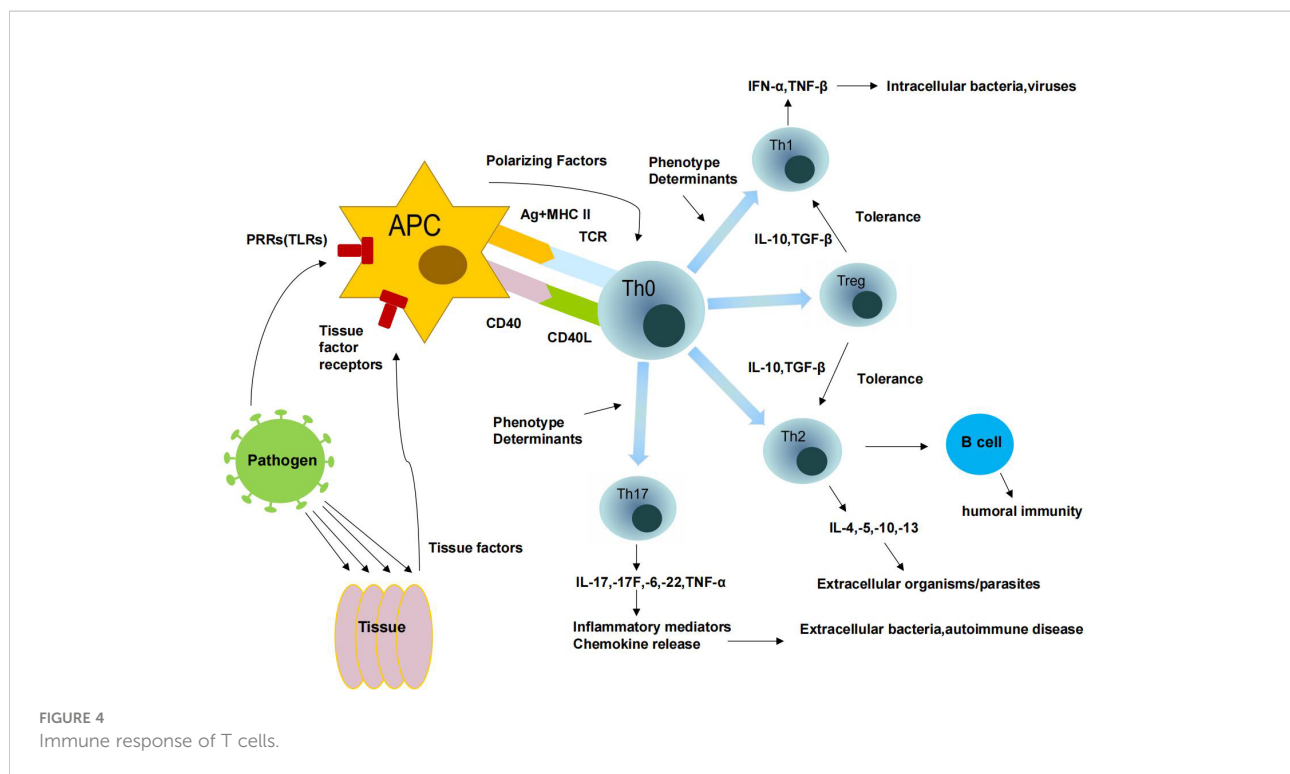 IFN-α,TNF-β
Intracellular bacteria,viruses
Th1
Polarizing Factors
Phenotype
Determinants
Ag+MHC II
TCR
Tolerance
APC
PRRs(TLRs)
IL-10,TGF-β
Th0
Treg
CD40
CD40L
Tissue
factor
receptors
IL-10,TGF-β
Tolerance
Phenotype
Determinants
Th2
B cell
Pathogen
Th17
humoral immunity
IL-4,-5,-10,-13
Tissue factors
IL-17,-17F,-6,-22,TNF-α
Extracellular organisms/parasites
Tissue
Inflammatory mediators
Chemokine release
Extracellular bacteria,autoimmune disease
FIGURE 4
Immune response of T cells.